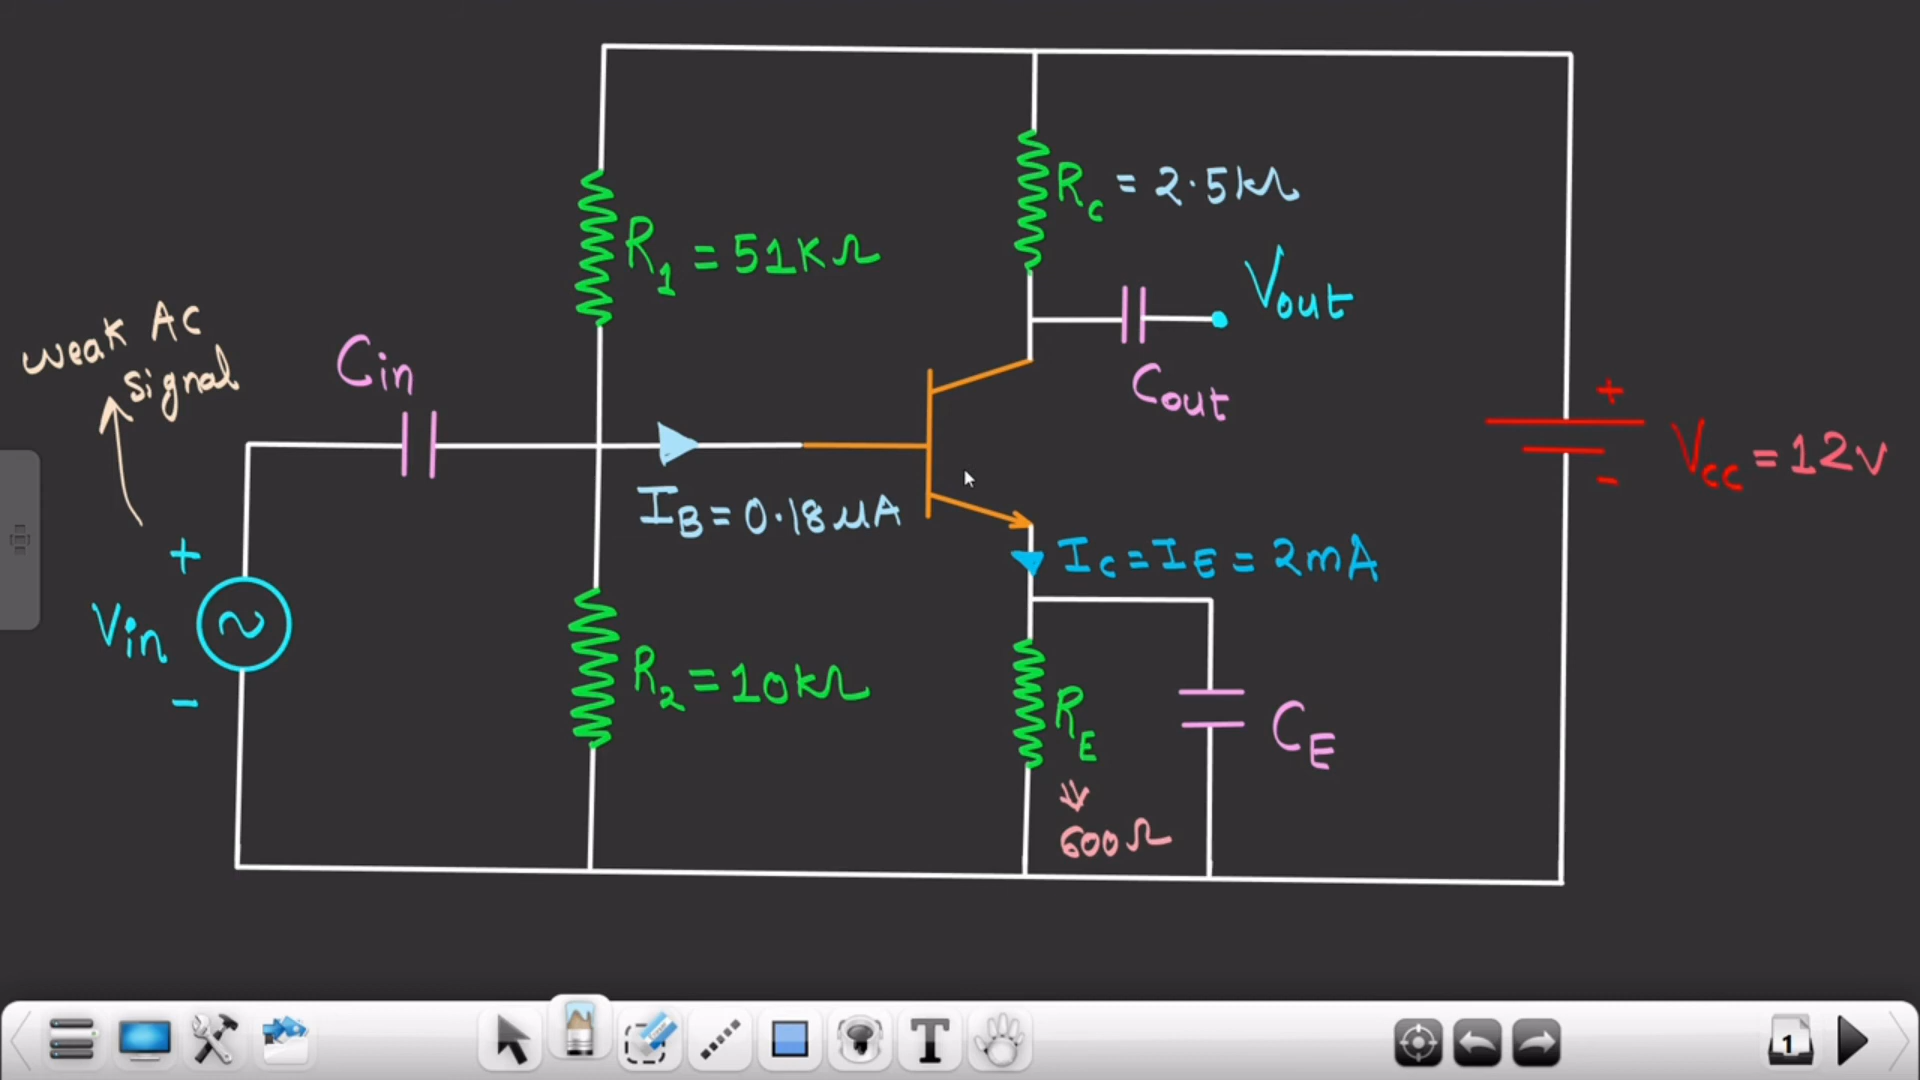 R1 = 51KΩ
Rc = 2.5kΩ
Vout
weak AC
signal
Cin
Cout
+
Vcc = 12v
-
IB = 0.18μA
Ic = IE = 2mA
+
Vin
-
R2 = 10kΩ
RE
600Ω
CE
T
1